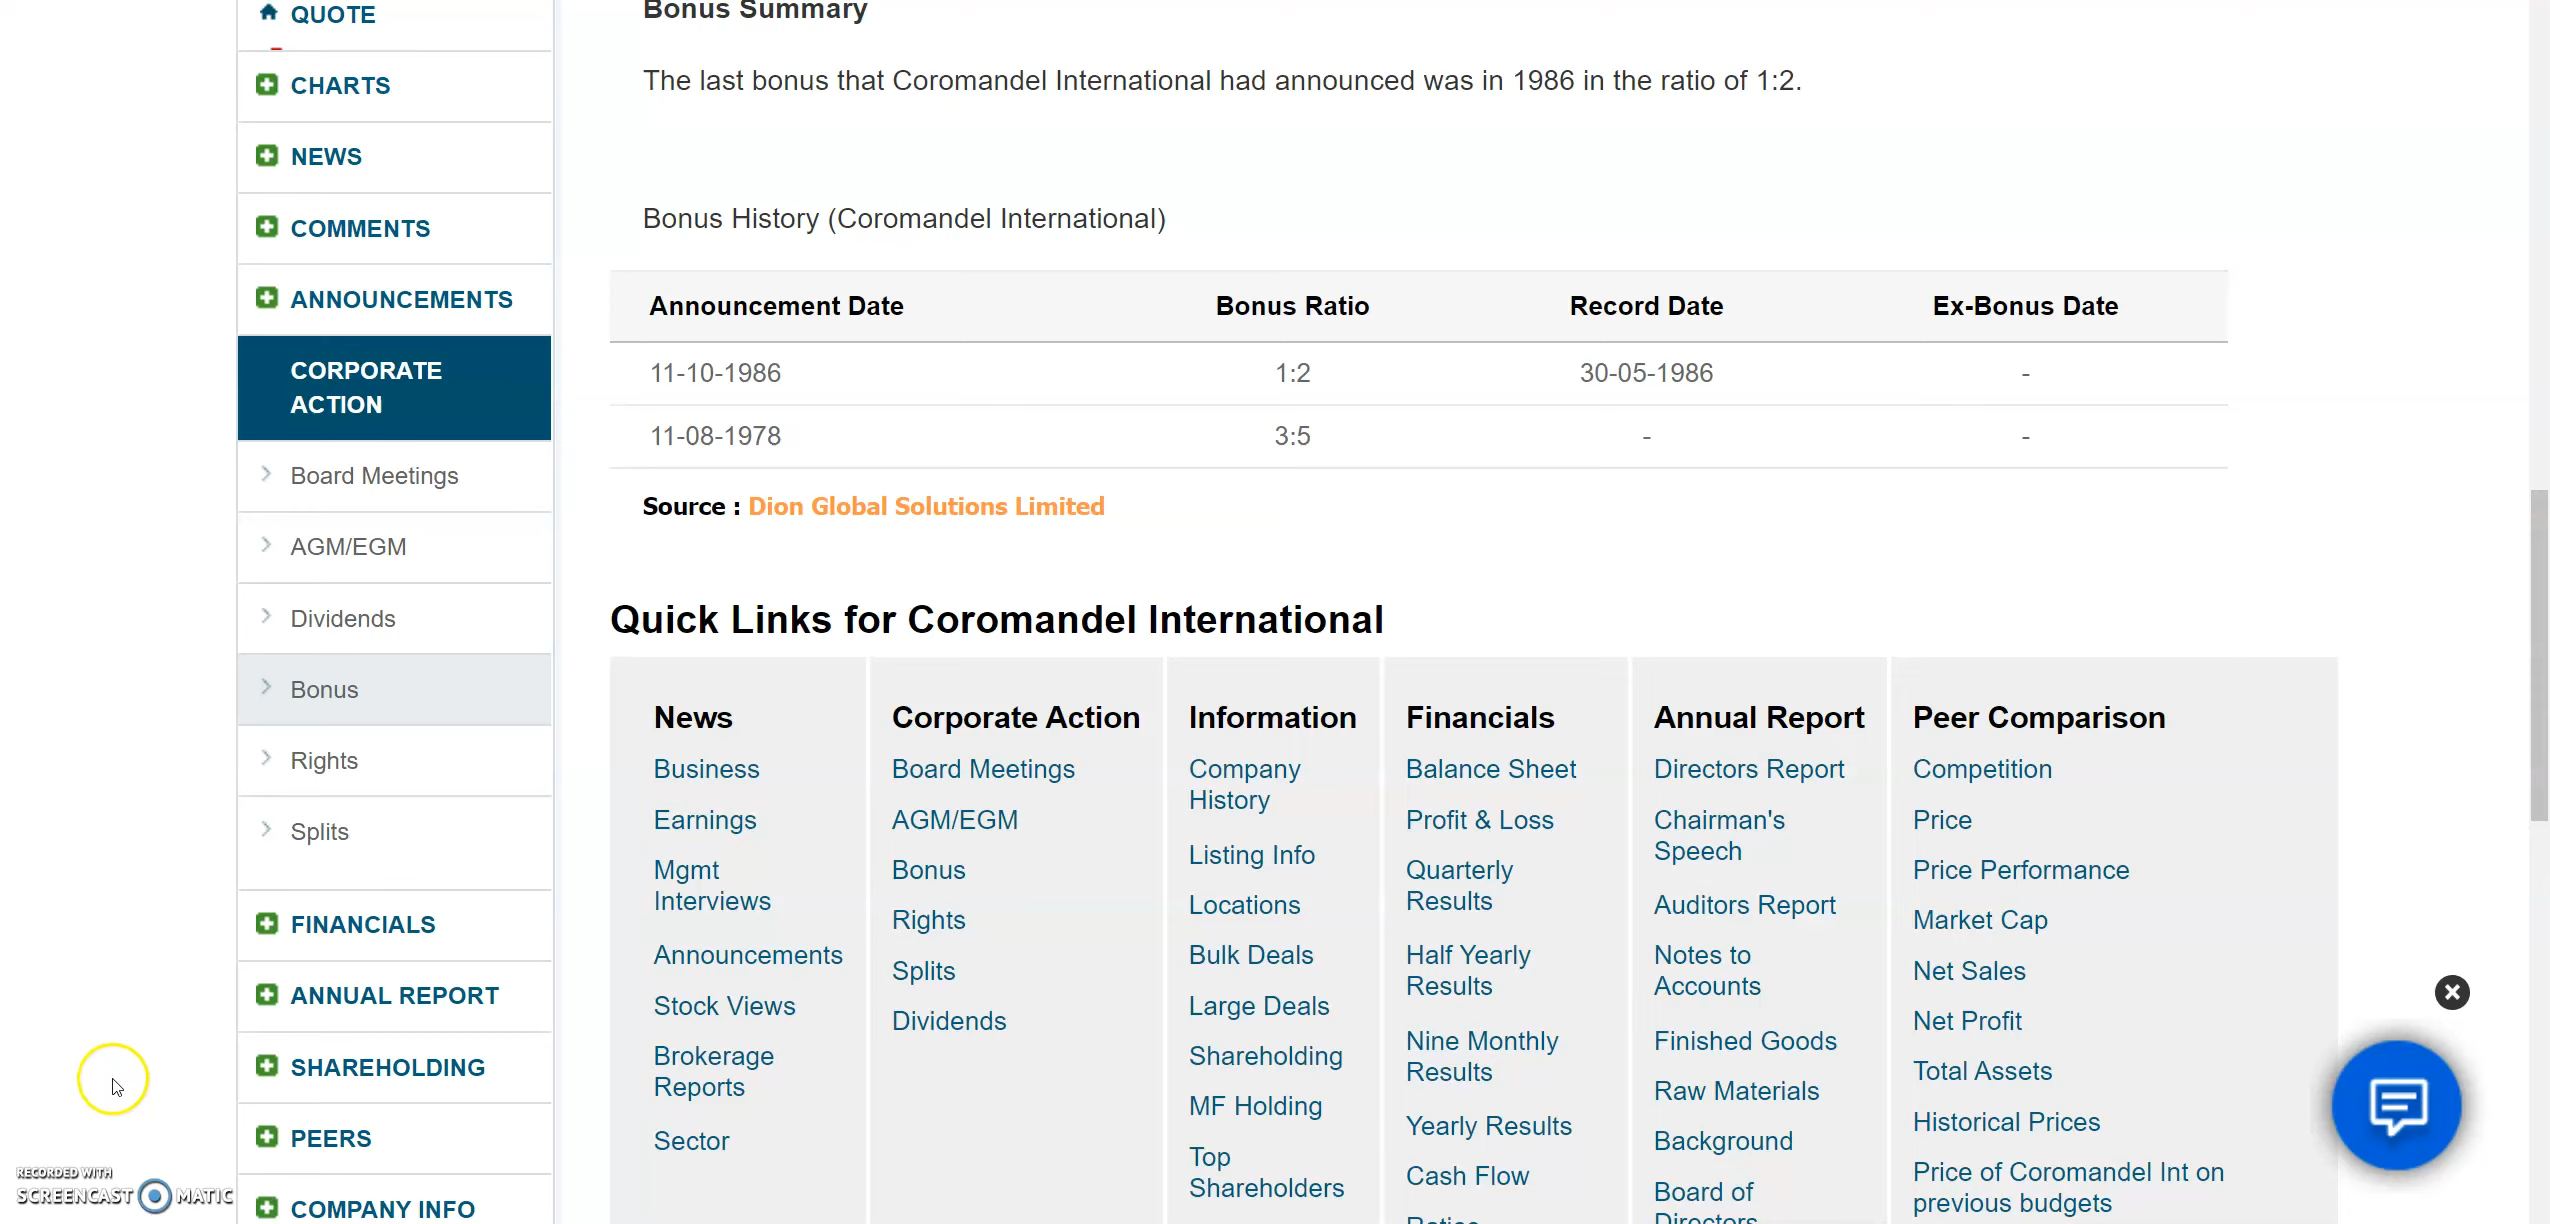 QUOTE
CHARTS
NEWS
COMMENTS
ANNOUNCEMENTS
CORPORATE
ACTION
Board Meetings
AGM/EGM
Dividends
Bonus
Rights
Splits
FINANCIALS
ANNUAL REPORT
SHAREHOLDING
PEERS
COMPANY INFO
Bonus Summary
The last bonus that Coromandel International had announced was in 1986 in the ratio of 1:2.
Bonus History (Coromandel International)
Announcement Date Bonus Ratio Record Date Ex-Bonus Date
11-10-1986 1:2 30-05-1986 -
11-08-1978 3:5 - -
Source : Dion Global Solutions Limited
Quick Links for Coromandel International
News
Business
Earnings
Mgmt
Interviews
Announcements
Stock Views
Brokerage
Reports
Sector
Corporate Action
Board Meetings
AGM/EGM
Bonus
Rights
Splits
Dividends
Information
Company
History
Listing Info
Locations
Bulk Deals
Large Deals
Shareholding
MF Holding
Top
Shareholders
Financials
Balance Sheet
Profit & Loss
Quarterly
Results
Half Yearly
Results
Nine Monthly
Results
Yearly Results
Cash Flow
Ratios
Annual Report
Directors Report
Chairman's
Speech
Auditors Report
Notes to
Accounts
Finished Goods
Raw Materials
Background
Board of
Directors
Peer Comparison
Competition
Price
Price Performance
Market Cap
Net Sales
Net Profit
Total Assets
Historical Prices
Price of Coromandel Int on
previous budgets
RECORDED WITH
SCREENCAST MATIC